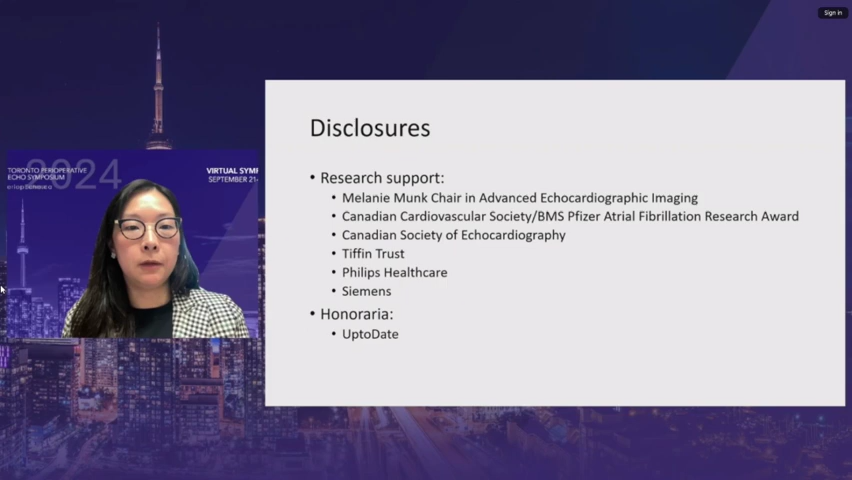 Sign in
Disclosures
• Research support:
• Melanie Munk Chair in Advanced Echocardiographic Imaging
• Canadian Cardiovascular Society/BMS Pfizer Atrial Fibrillation Research Award
• Canadian Society of Echocardiography
• Tiffin Trust
• Philips Healthcare
• Siemens
• Honoraria:
• UptoDate
TORONTO PERIOPERATIVE
ECHO SYMPOSIUM
2024
VIRTUAL SYMP
SEPTEMBER 21-